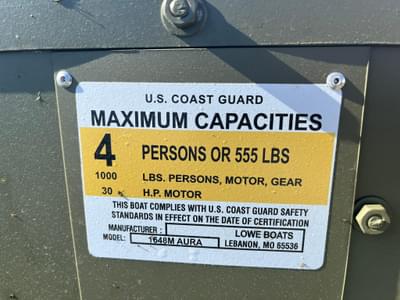 U.S. COAST GUARD
MAXIMUM CAPACITIES
4 PERSONS OR 555 LBS
1000 LBS. PERSONS, MOTOR, GEAR
30 H.P. MOTOR
THIS BOAT COMPLIES WITH U.S. COAST GUARD SAFETY
STANDARDS IN EFFECT ON THE DATE OF CERTIFICATION
MANUFACTURER : LOWE BOATS
MODEL: 1648M AURA LEBANON, MO 65536